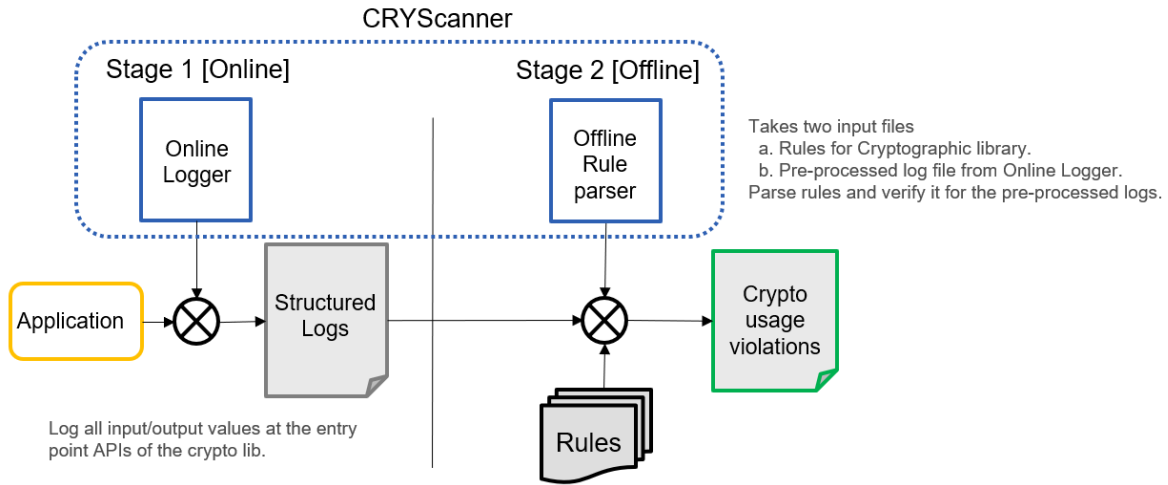 CRYScanner
Stage 1 [Online]
Stage 2 [Offline]
Online
Logger
Offline
Rule
parser
Takes two input files
a. Rules for Cryptographic library.
b. Pre-processed log file from Online Logger.
Parse rules and verify it for the pre-processed logs.
Application
Structured
Logs
Crypto
usage
violations
Log all input/output values at the entry
point APIs of the crypto lib.
Rules